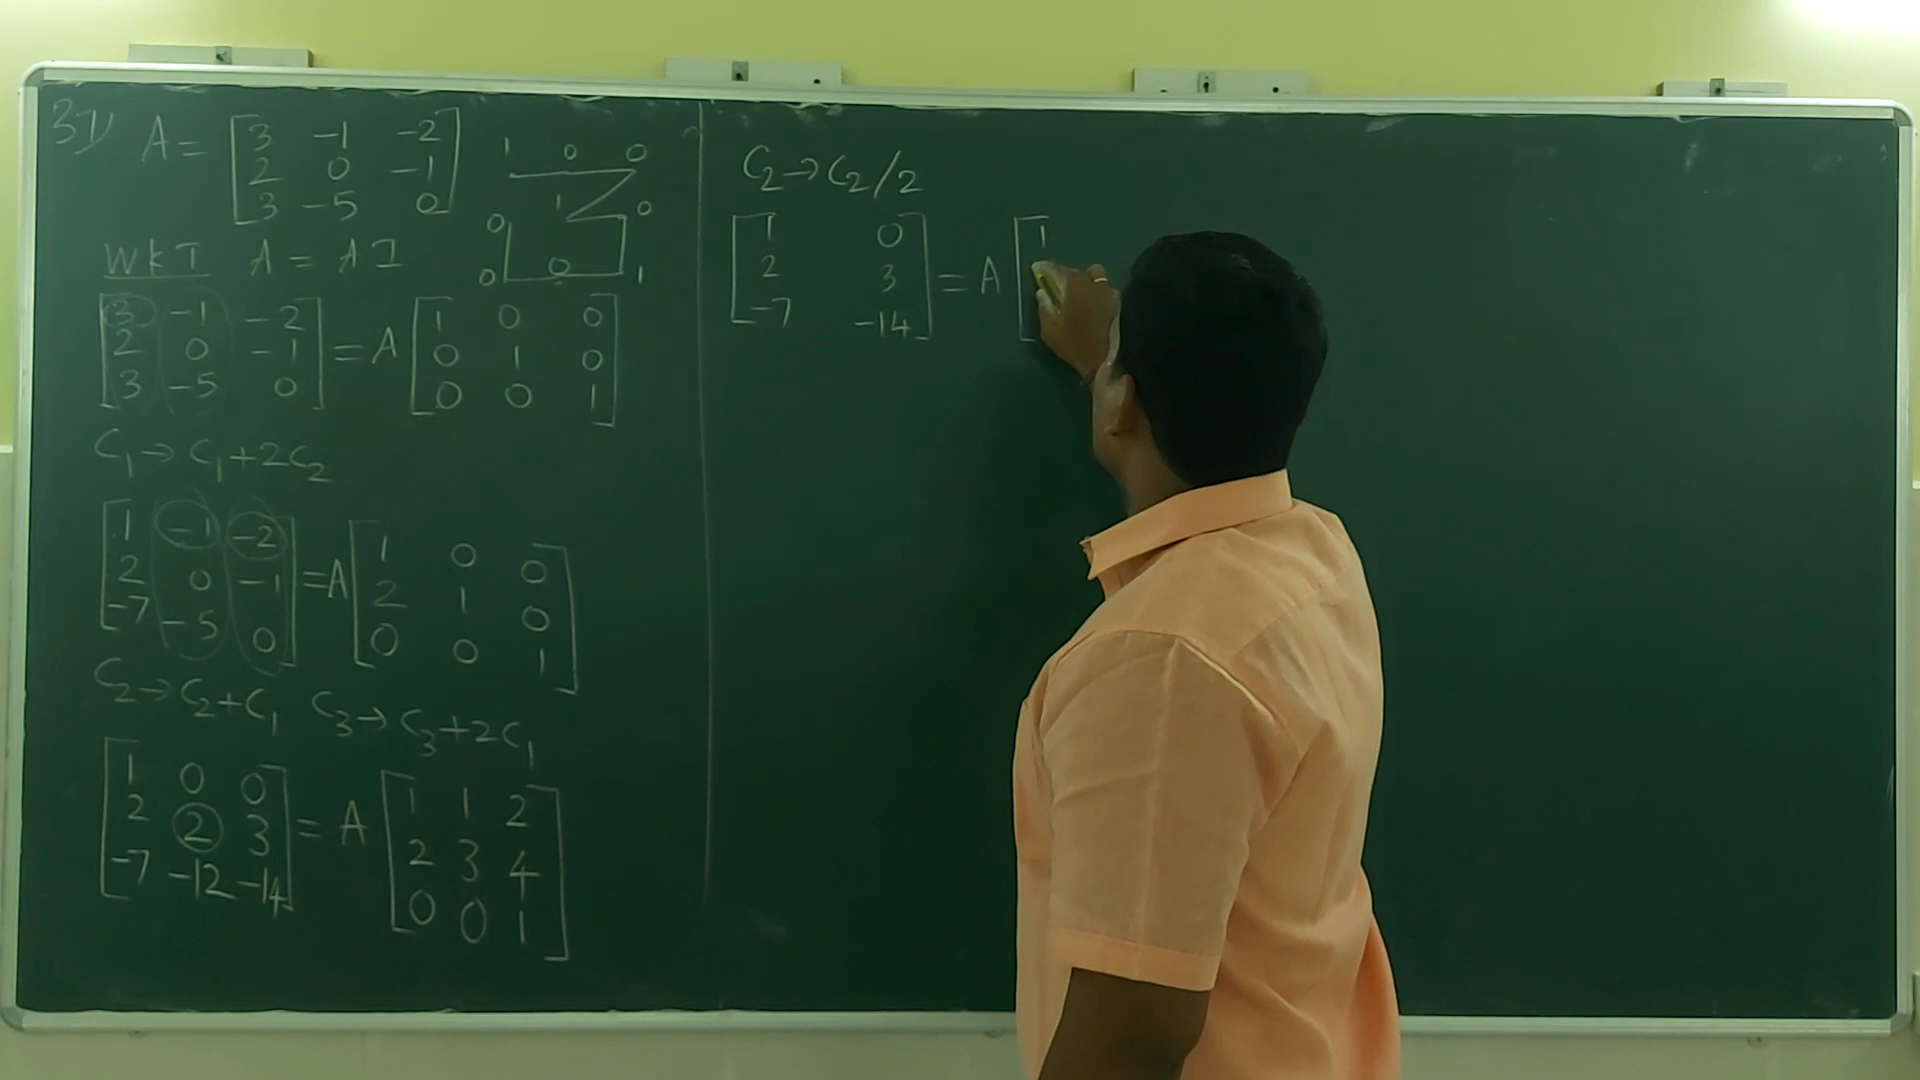 37) A = [3 -1 -2
2 0 -1
3 -5 0]
1 0 0
1 0
0
0 0 1
WKT A = AI
[3 -1 -2
2 0 -1
3 -5 0] = A [1 0 0
0 1 0
0 0 1]
C₁ → C₁ + 2C₂
[1 -1 -2
2 0 -1
-7 -5 0] = A [1 0 0
2 1 0
0 0 1]
C₂ → C₂ + C₁ C₃ → C₃ + 2C₁
[1 0 0
2 2 3
-7 -12 -14] = A [1 1 2
2 3 4
0 0 1]
C₂ → C₂/2
[1 0
2 3
-7 -14] = A [1